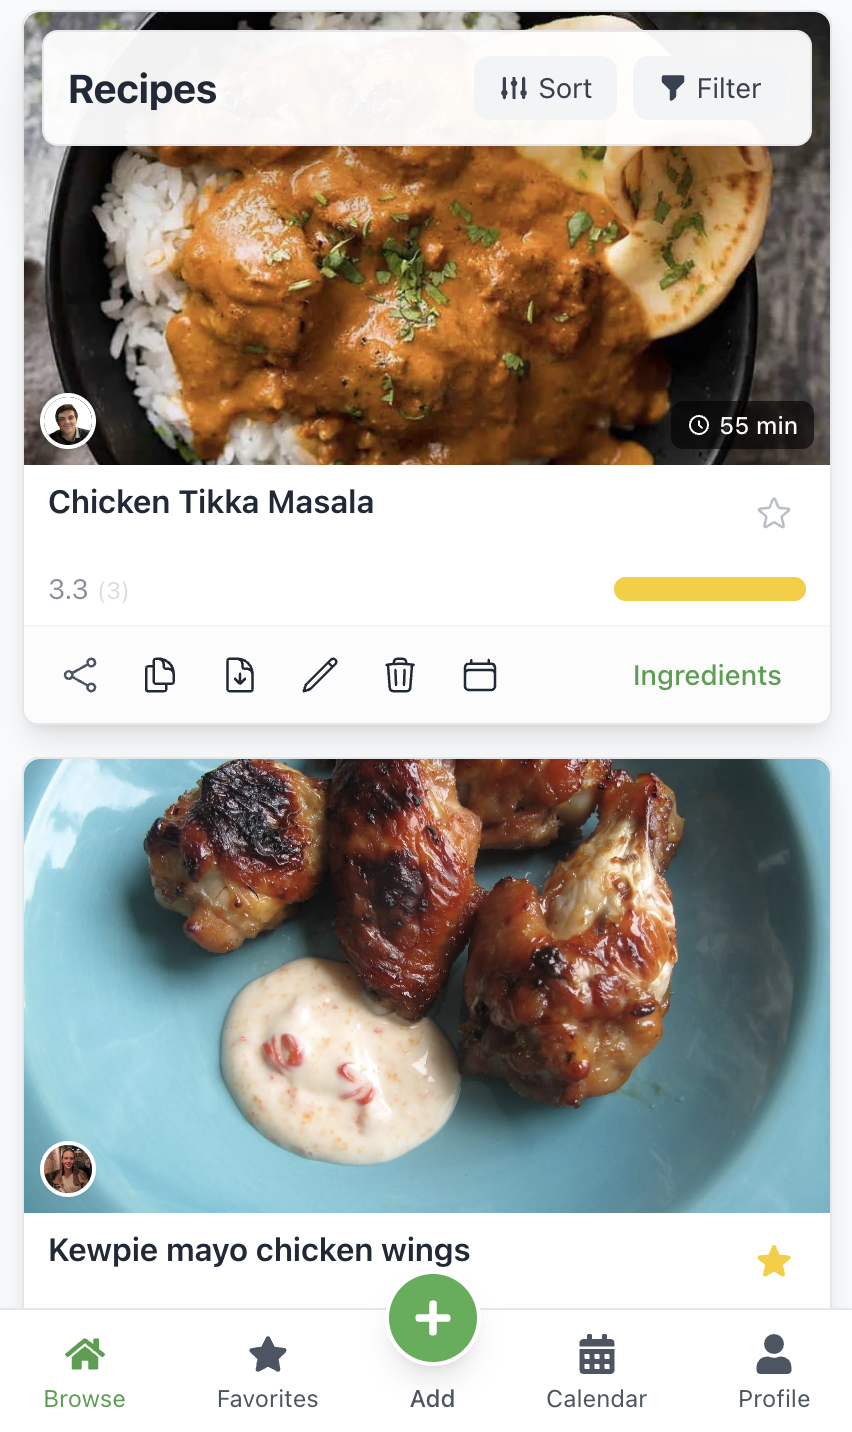 Recipes
Sort
Filter
55 min
Chicken Tikka Masala
3.3 (3)
Ingredients
Kewpie mayo chicken wings
Browse
Favorites
Add
Calendar
Profile